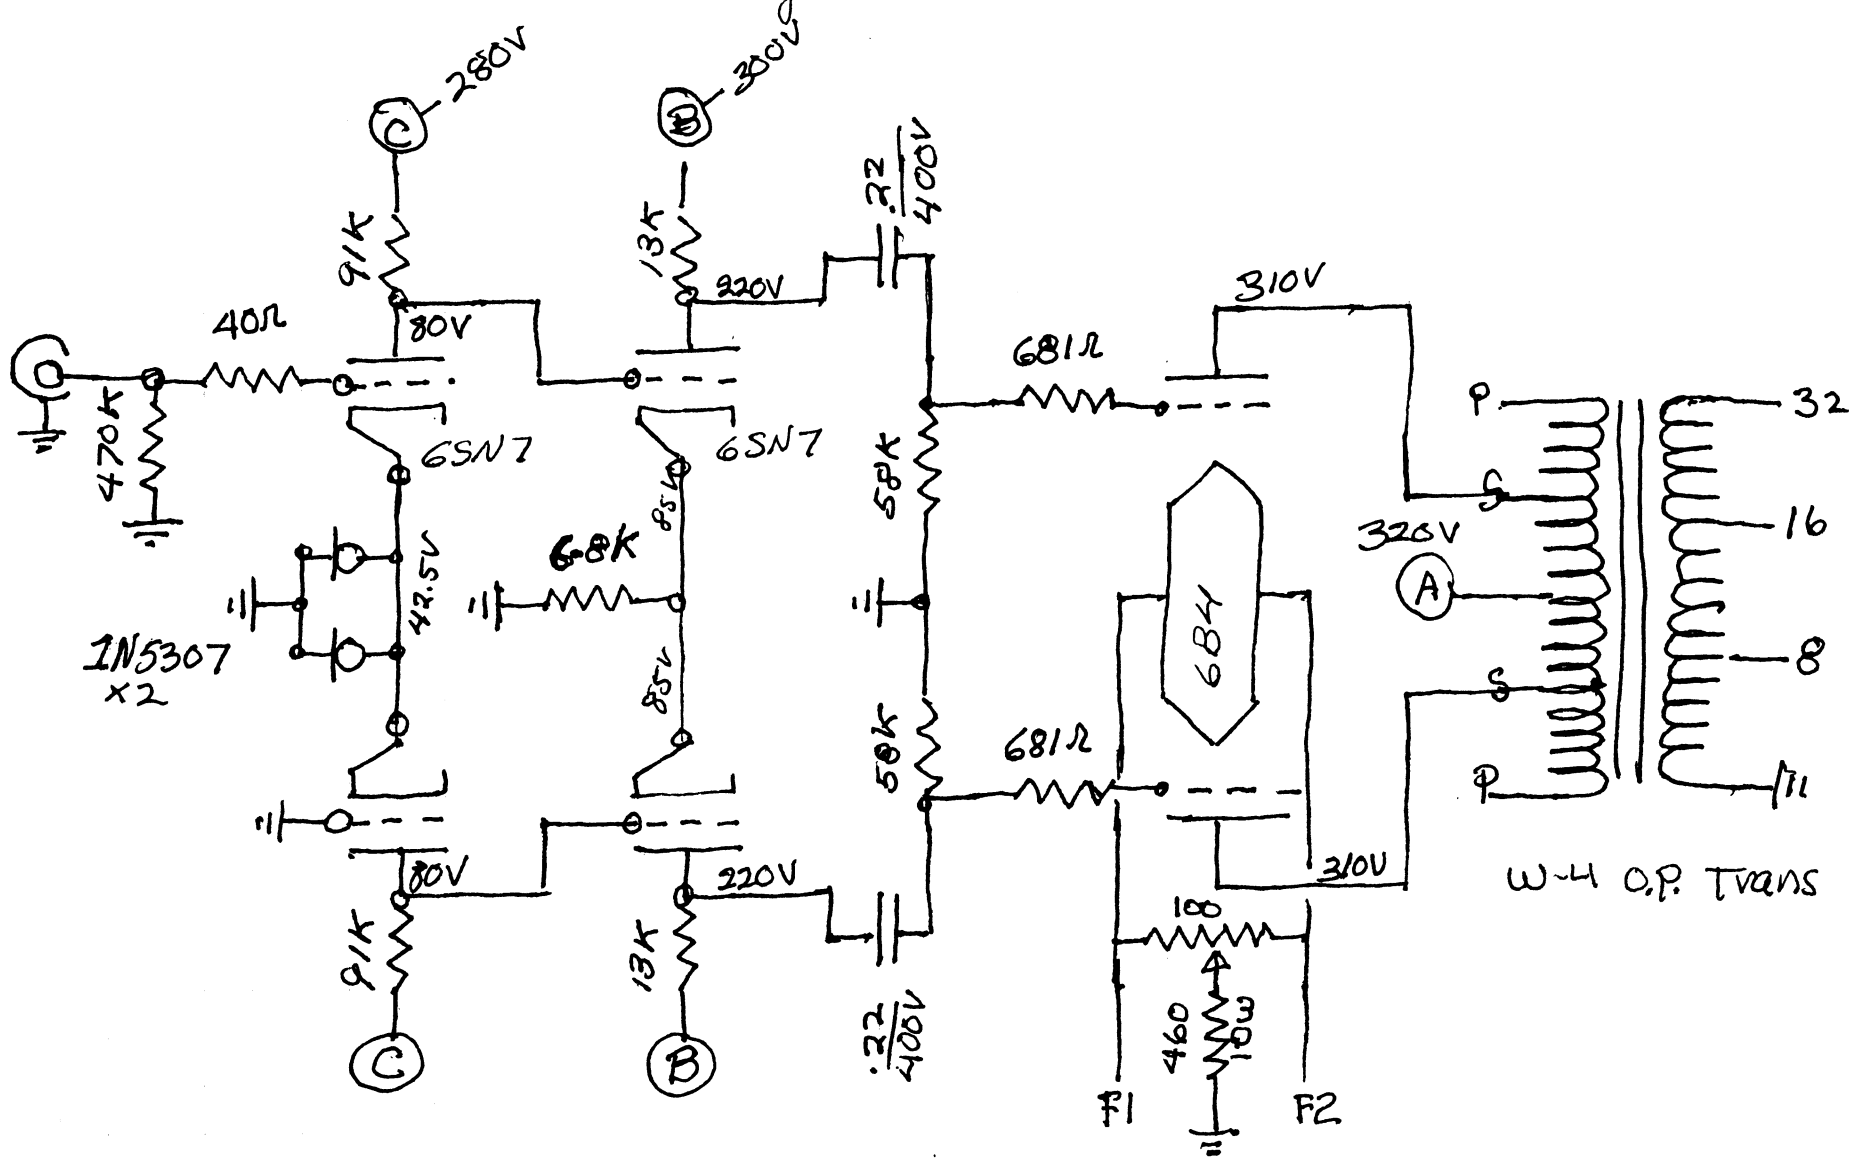 280V
300V
C
B
.22
400V
91K
13K
220V
310V
40Ω
80V
681Ω
P
32
470K
6SN7
6SN7
58K
S
85V
320V
16
6.8K
42.5V
A
6B4
1N5307
x2
85V
S
8
58K
681Ω
P
80V
220V
310V
W-4 O.P. Trans
91K
13K
100
.22
400V
460
10W
C
B
F1
F2